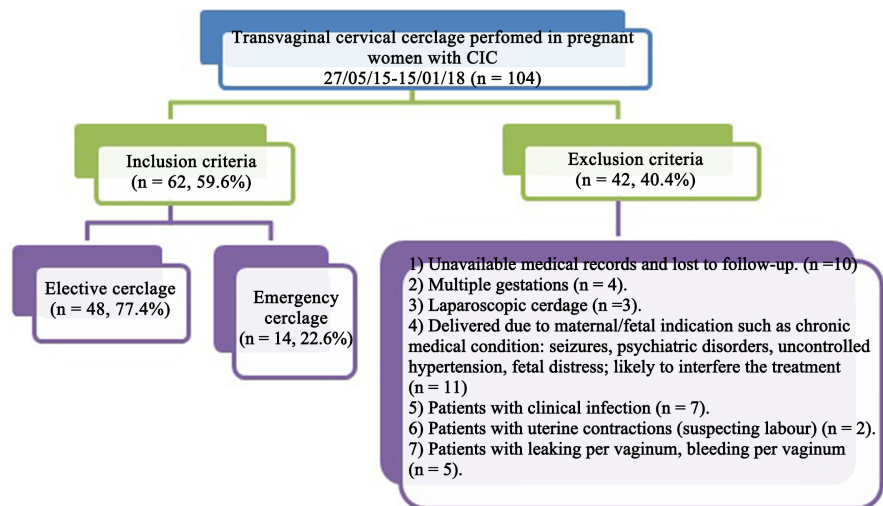 Transvaginal cervical cerclage perfomed in pregnant
women with CIC
27/05/15-15/01/18 (n = 104)
Inclusion criteria
(n = 62, 59.6%)
Exclusion criteria
(n = 42, 40.4%)
Elective cerclage
(n = 48, 77.4%)
Emergency
cerclage
(n = 14, 22.6%)
1) Unavailable medical records and lost to follow-up. (n =10)
2) Multiple gestations (n = 4).
3) Laparoscopic cerdage (n =3).
4) Delivered due to maternal/fetal indication such as chronic
medical condition: seizures, psychiatric disorders, uncontrolled
hypertension, fetal distress; likely to interfere the treatment
(n = 11)
5) Patients with clinical infection (n = 7).
6) Patients with uterine contractions (suspecting labour) (n = 2).
7) Patients with leaking per vaginum, bleeding per vaginum
(n = 5).